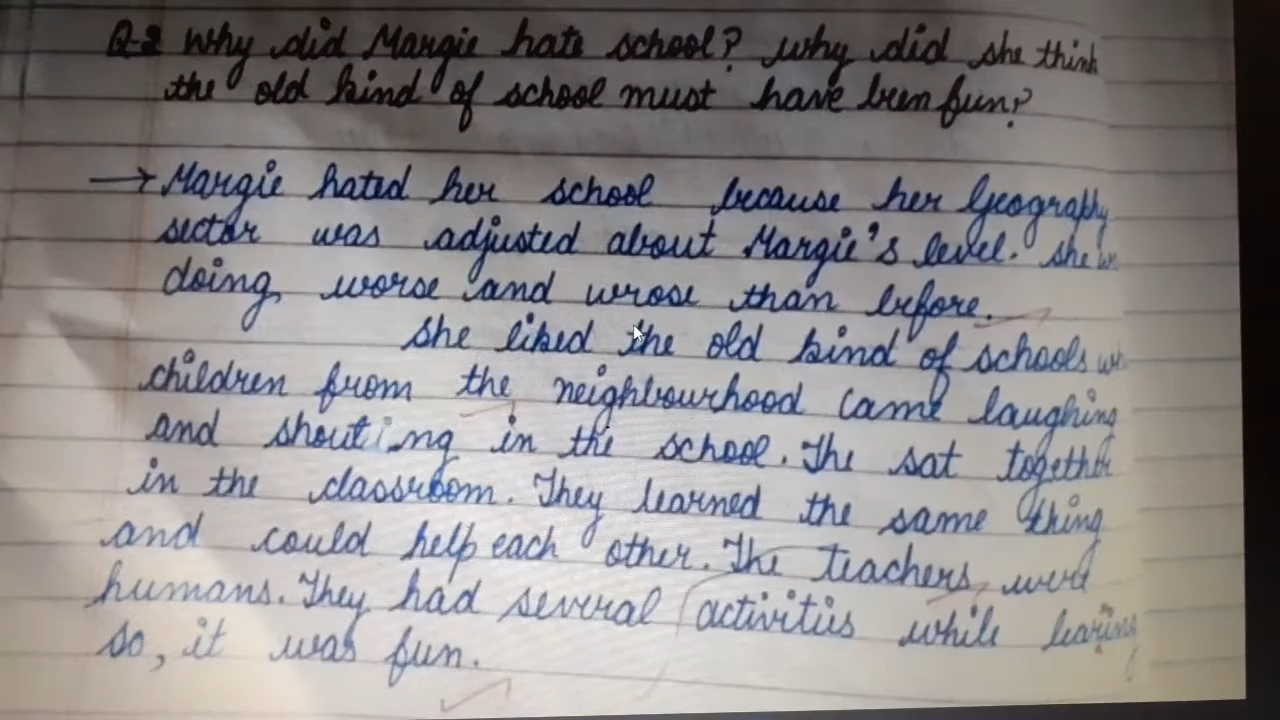 Q-2 Why did Margie hate school? why did she think
the old kind of school must have been fun?
→ Margie hated her school because her Geography
sector was adjusted about Margie's level. She
doing worse and wrose than before.
She liked the old kind of schools
children from the neighbourhood came laughing
and shouting in the school. The sat together
in the classroom. They learned the same thing
and could help each other. The teachers were
humans. They had several activities while learing
so, it was fun.